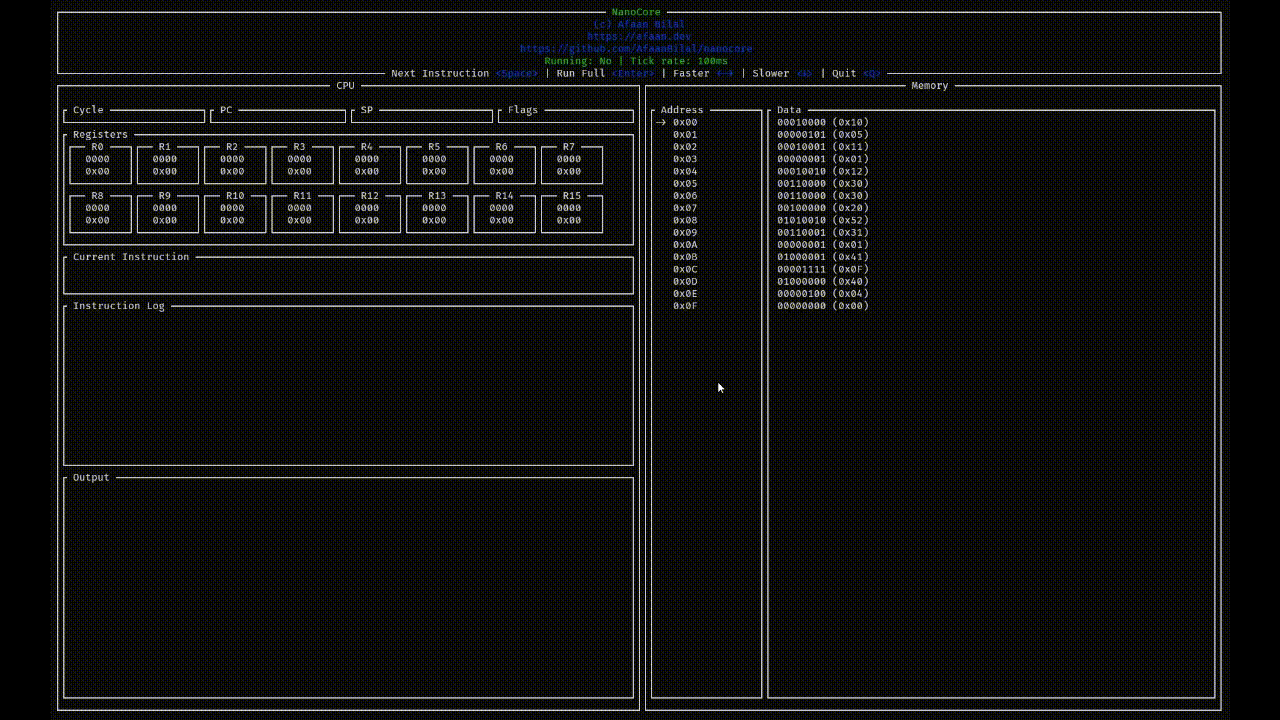 NanoCore
(c) Afaan Bilal
https://afaan.dev
https://github.com/AfaanBilal/nanocore
Running: No | Tick rate: 100ms
Next Instruction <Space> | Run Full <Enter> | Faster | Slower | Quit <Q>
CPU
Cycle PC SP Flags
Registers
R0 R1 R2 R3 R4 R5 R6 R7
0000 0000 0000 0000 0000 0000 0000 0000
0x00 0x00 0x00 0x00 0x00 0x00 0x00 0x00
R8 R9 R10 R11 R12 R13 R14 R15
0000 0000 0000 0000 0000 0000 0000 0000
0x00 0x00 0x00 0x00 0x00 0x00 0x00 0x00
Current Instruction
Instruction Log
Output
Memory
Address Data
-> 0x00 00010000 (0x10)
0x01 00000101 (0x05)
0x02 00010001 (0x11)
0x03 00000001 (0x01)
0x04 00010010 (0x12)
0x05 00110000 (0x30)
0x06 00110000 (0x30)
0x07 00100000 (0x20)
0x08 01010010 (0x52)
0x09 00110001 (0x31)
0x0A 00000001 (0x01)
0x0B 01000001 (0x41)
0x0C 00001111 (0x0F)
0x0D 01000000 (0x40)
0x0E 00000100 (0x04)
0x0F 00000000 (0x00)